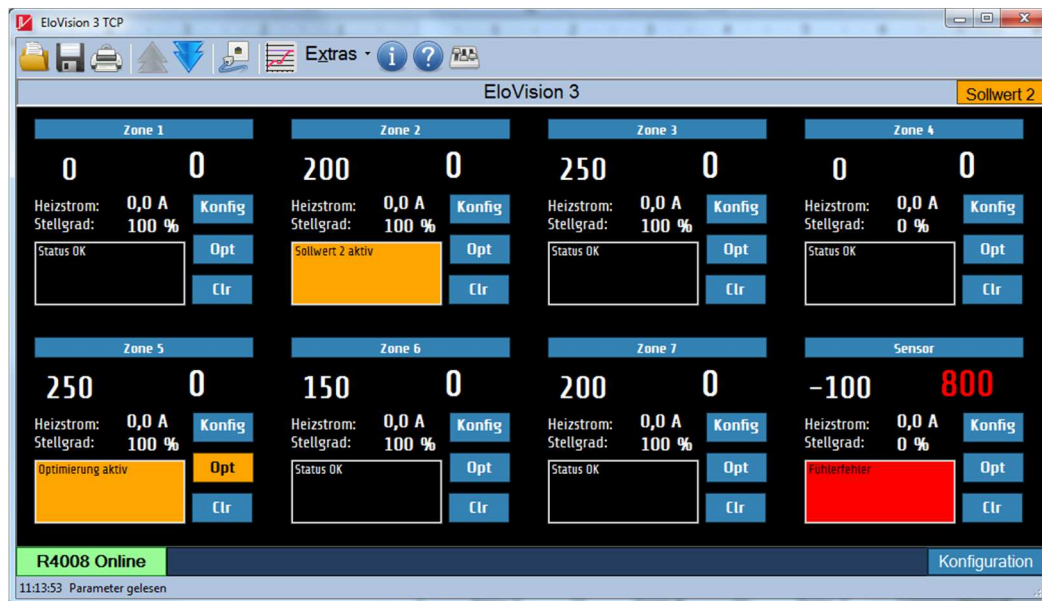 EloVision 3 TCP
Extras
EloVision 3
Sollwert 2
Zone 1
0 0
Heizstrom: 0,0 A Konfig
Stellgrad: 100 %
Status OK
Opt
Clr
Zone 2
200 0
Heizstrom: 0,0 A Konfig
Stellgrad: 100 %
Sollwert 2 aktiv
Opt
Clr
Zone 3
250 0
Heizstrom: 0,0 A Konfig
Stellgrad: 100 %
Status OK
Opt
Clr
Zone 4
0 0
Heizstrom: 0,0 A Konfig
Stellgrad: 0 %
Status OK
Opt
Clr
Zone 5
250 0
Heizstrom: 0,0 A Konfig
Stellgrad: 100 %
Optimierung aktiv
Opt
Clr
Zone 6
150 0
Heizstrom: 0,0 A Konfig
Stellgrad: 100 %
Status OK
Opt
Clr
Zone 7
200 0
Heizstrom: 0,0 A Konfig
Stellgrad: 100 %
Status OK
Opt
Clr
Sensor
-100 800
Heizstrom: 0,0 A Konfig
Stellgrad: 0 %
Fühlerfehler
Opt
Clr
R4008 Online
Konfiguration
11:13:53 Parameter gelesen